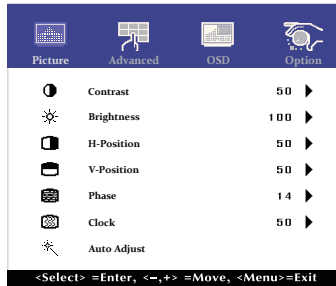 Picture Advanced OSD Option
Contrast 50
Brightness 100
H-Position 50
V-Position 50
Phase 14
Clock 50
Auto Adjust
<Select> =Enter, <–,+> =Move, <Menu>=Exit